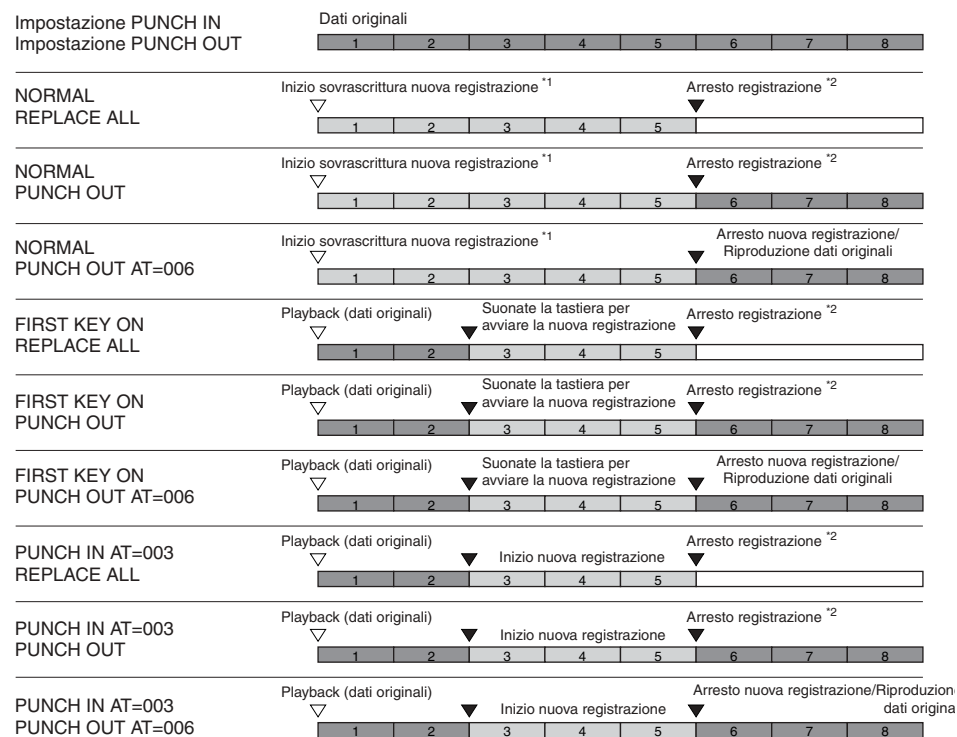 Impostazione PUNCH IN
Impostazione PUNCH OUT
Dati originali
1 2 3 4 5 6 7 8
NORMAL
REPLACE ALL
Inizio sovrascrittura nuova registrazione *1
Arresto registrazione *2
1 2 3 4 5
NORMAL
PUNCH OUT
Inizio sovrascrittura nuova registrazione *1
Arresto registrazione *2
1 2 3 4 5 6 7 8
NORMAL
PUNCH OUT AT=006
Inizio sovrascrittura nuova registrazione *1
Arresto nuova registrazione/
Riproduzione dati originali
1 2 3 4 5 6 7 8
FIRST KEY ON
REPLACE ALL
Playback (dati originali)
Suonate la tastiera per
avviare la nuova registrazione
Arresto registrazione *2
1 2 3 4 5
FIRST KEY ON
PUNCH OUT
Playback (dati originali)
Suonate la tastiera per
avviare la nuova registrazione
Arresto registrazione *2
1 2 3 4 5 6 7 8
FIRST KEY ON
PUNCH OUT AT=006
Playback (dati originali)
Suonate la tastiera per
avviare la nuova registrazione
Arresto nuova registrazione/
Riproduzione dati originali
1 2 3 4 5 6 7 8
PUNCH IN AT=003
REPLACE ALL
Playback (dati originali)
Inizio nuova registrazione
Arresto registrazione *2
1 2 3 4 5
PUNCH IN AT=003
PUNCH OUT
Playback (dati originali)
Inizio nuova registrazione
Arresto registrazione *2
1 2 3 4 5 6 7 8
PUNCH IN AT=003
PUNCH OUT AT=006
Playback (dati originali)
Inizio nuova registrazione
Arresto nuova registrazione/Riproduzion
dati origina
1 2 3 4 5 6 7 8